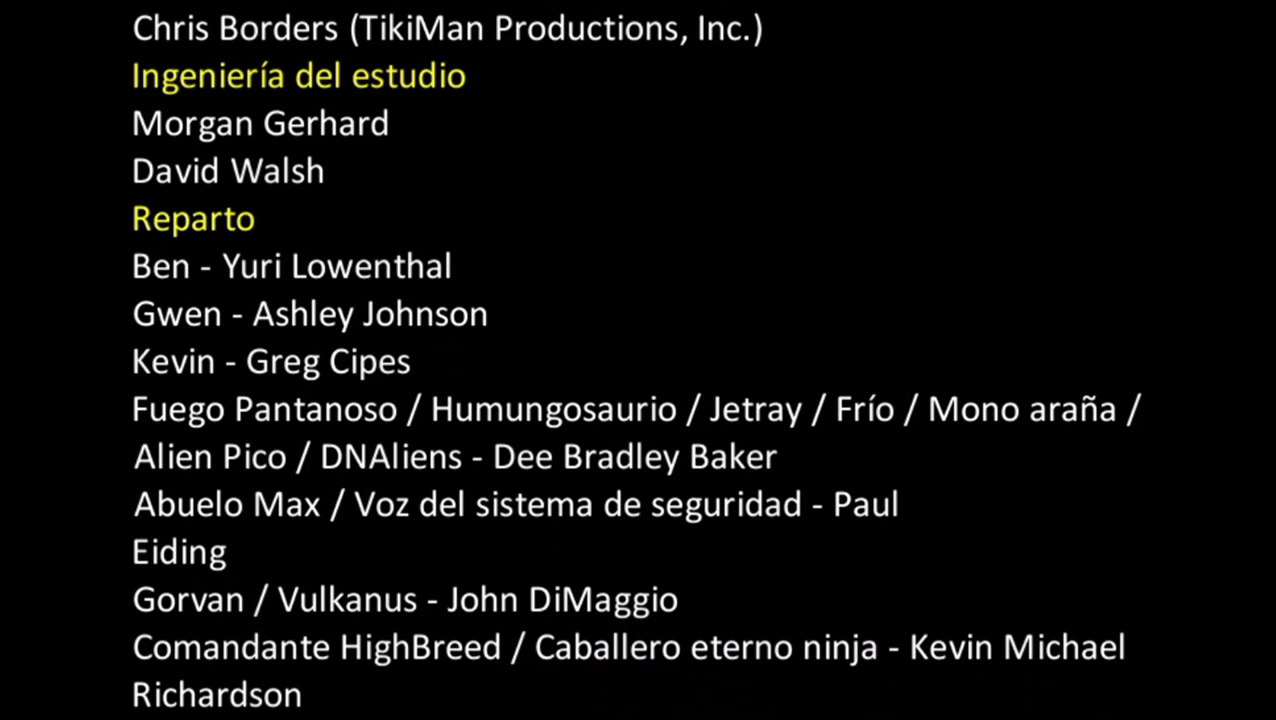 Chris Borders (TikiMan Productions, Inc.)
Ingeniería del estudio
Morgan Gerhard
David Walsh
Reparto
Ben - Yuri Lowenthal
Gwen - Ashley Johnson
Kevin - Greg Cipes
Fuego Pantanoso / Humungosaurio / Jetray / Frío / Mono araña /
Alien Pico / DNAliens - Dee Bradley Baker
Abuelo Max / Voz del sistema de seguridad - Paul
Eiding
Gorvan / Vulkanus - John DiMaggio
Comandante HighBreed / Caballero eterno ninja - Kevin Michael
Richardson